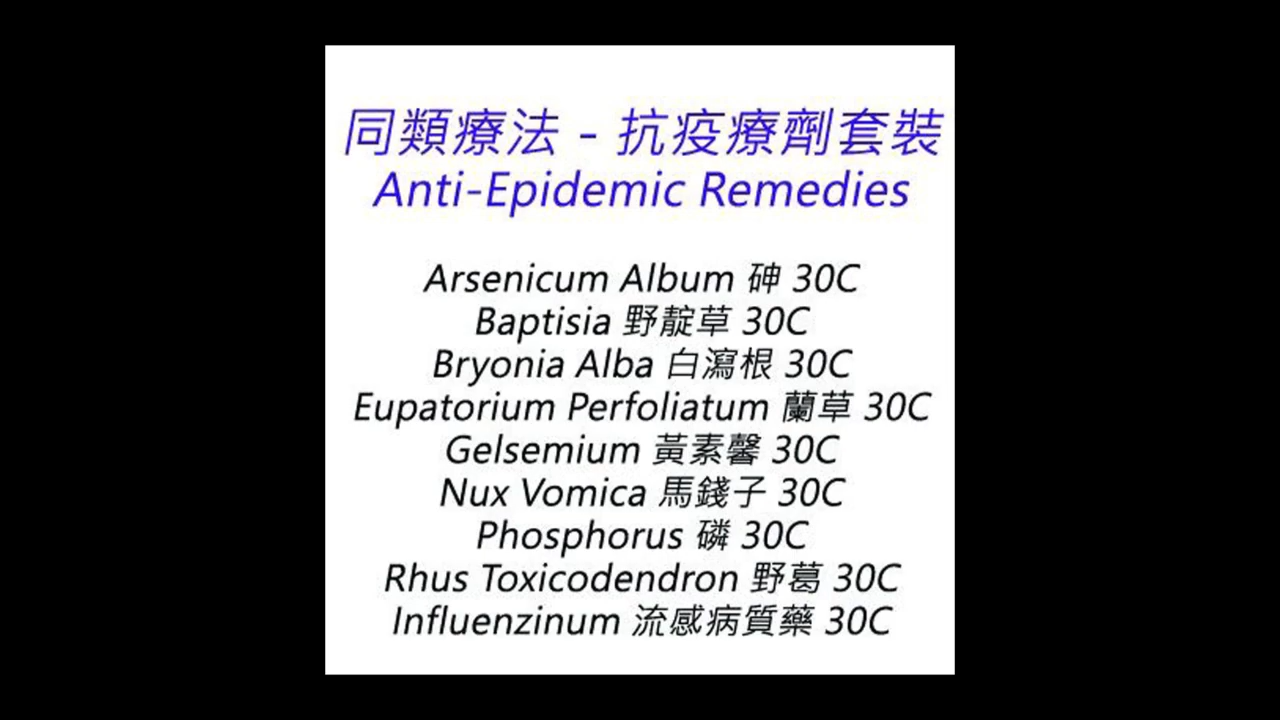 同類療法 - 抗疫療劑套裝
Anti-Epidemic Remedies
Arsenicum Album 砷 30C
Baptisia 野靛草 30C
Bryonia Alba 白瀉根 30C
Eupatorium Perfoliatum 蘭草 30C
Gelsemium 黃素馨 30C
Nux Vomica 馬錢子 30C
Phosphorus 磷 30C
Rhus Toxicodendron 野葛 30C
Influenzinum 流感病質藥 30C